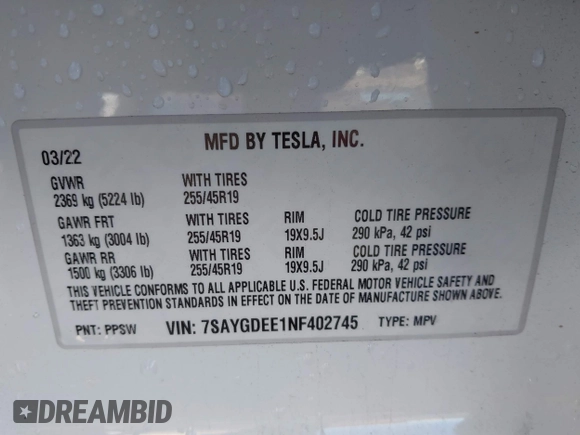 MFD BY TESLA, INC.
03/22
GVWR WITH TIRES
2369 kg (5224 lb) 255/45R19
GAWR FRT WITH TIRES RIM COLD TIRE PRESSURE
1363 kg (3004 lb) 255/45R19 19X9.5J 290 kPa, 42 psi
GAWR RR WITH TIRES RIM COLD TIRE PRESSURE
1500 kg (3306 lb) 255/45R19 19X9.5J 290 kPa, 42 psi
THIS VEHICLE CONFORMS TO ALL APPLICABLE U.S. FEDERAL MOTOR VEHICLE SAFETY AND
THEFT PREVENTION STANDARDS IN EFFECT ON THE DATE OF MANUFACTURE SHOWN ABOVE.
PNT: PPSW VIN: 7SAYGDEE1NF402745 TYPE: MPV
DREAMBID